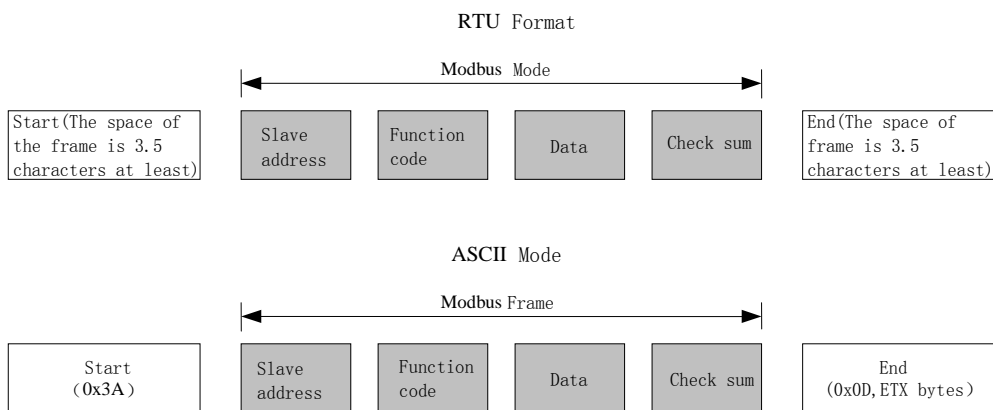 RTU Format
Modbus Mode
Start(The space of
the frame is 3.5
characters at least)
Slave
address
Function
code
Data
Check sum
End(The space of
frame is 3.5
characters at least)
ASCII Mode
Modbus Frame
Start
(0x3A)
Slave
address
Function
code
Data
Check sum
End
(0x0D,ETX bytes)